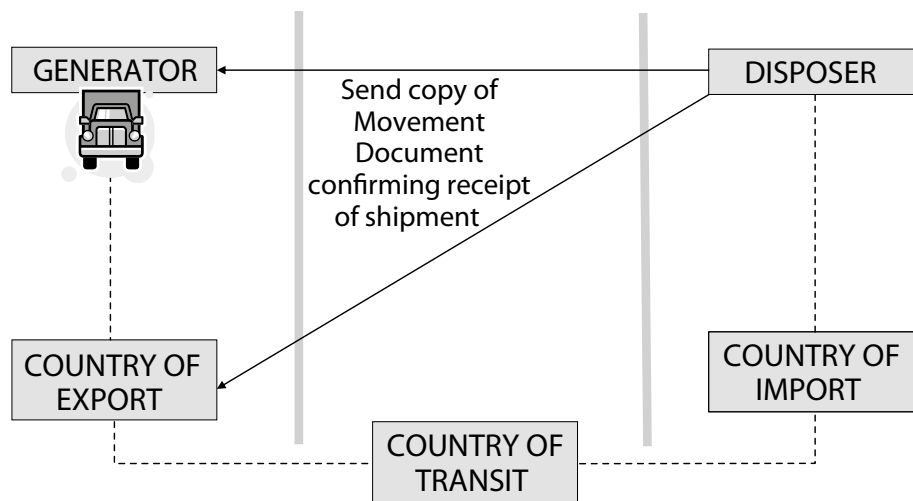 GENERATOR
DISPOSER
Send copy of
Movement
Document
confirming receipt
of shipment
COUNTRY OF
EXPORT
COUNTRY OF
IMPORT
COUNTRY OF
TRANSIT